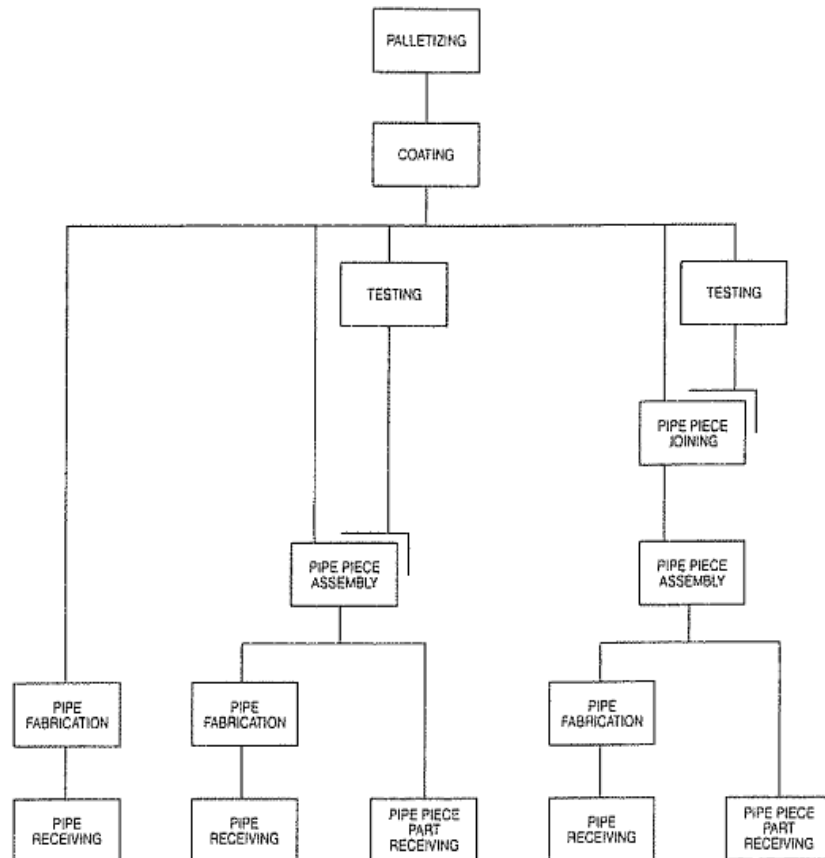 PALLETIZING
COATING
TESTING
TESTING
PIPE PIECE
JOINING
PIPE PIECE
ASSEMBLY
PIPE PIECE
ASSEMBLY
PIPE
FABRICATION
PIPE
FABRICATION
PIPE
FABRICATION
PIPE
RECEIVING
PIPE
RECEIVING
PIPE PIECE
PART
RECEIVING
PIPE
RECEIVING
PIPE PIECE
PART
RECEIVING